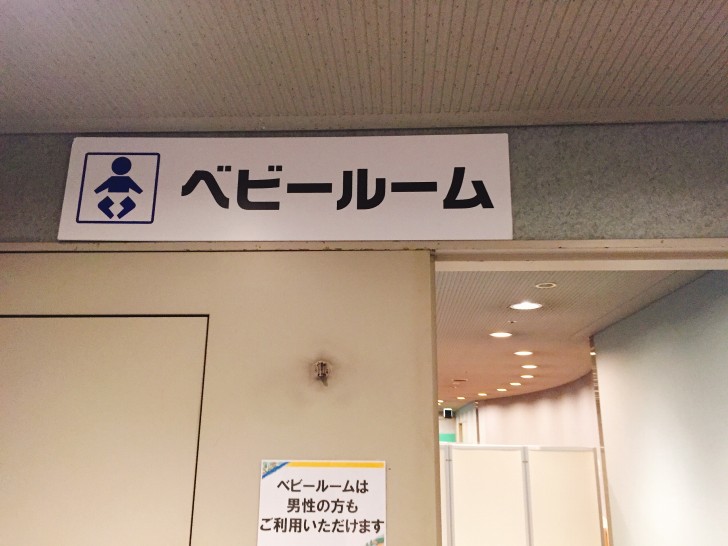 ベビールーム
ベビールームは
男性の方も
ご利用いただけます